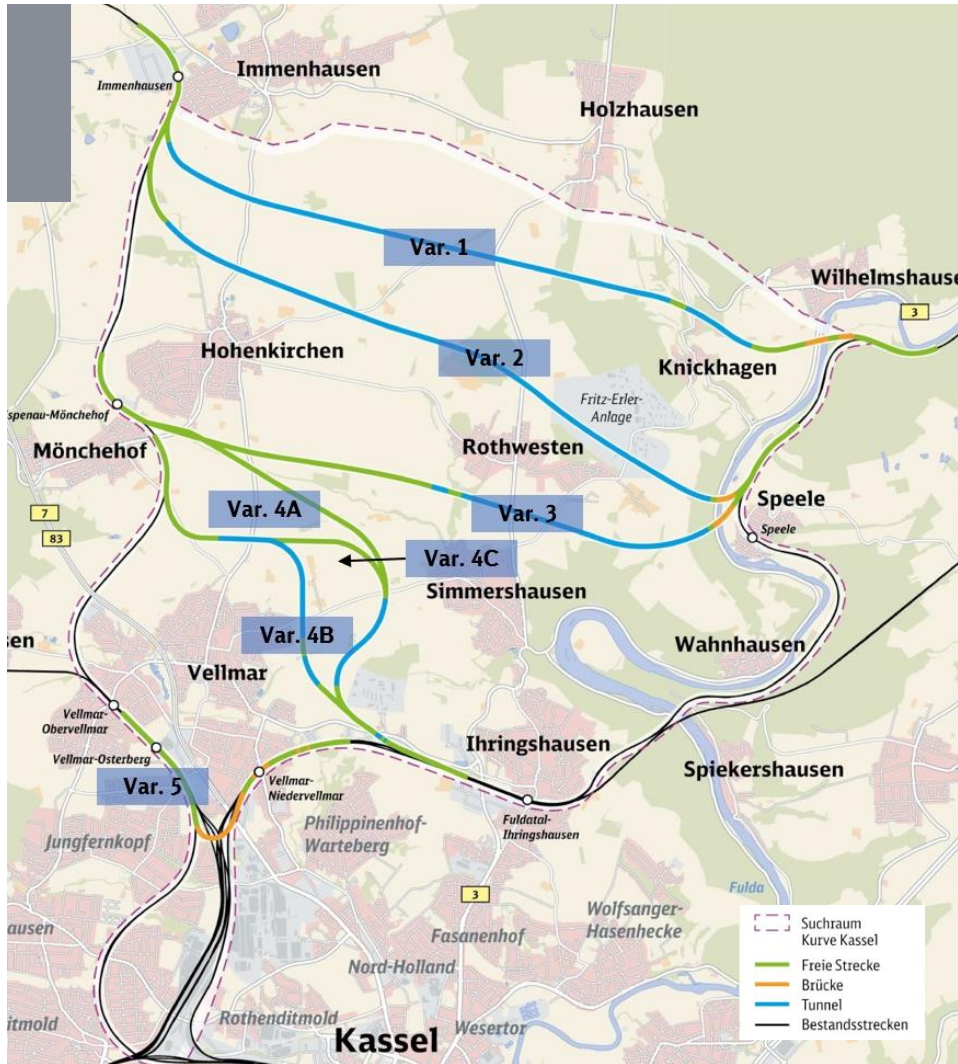 Immenhausen
Immenhausen
Holzhausen
Var. 1
Wilhelmshause
3
Hohenkirchen
Var. 2
Knickhagen
Fritz-Erler-
Anlage
spenau-Mönchehof
Mönchehof
Rothwesten
7
83
Var. 4A
Var. 3
Speele
Speele
Var. 4C
Simmershausen
sen
Var. 4B
Wahnhausen
Vellmar
Vellmar-
Obervellmar
Vellmar-Osterberg
Ihringshausen
Var. 5
Vellmar-
Niedervellmar
Spiekershausen
Fuldatal-
Ihringshausen
Jungfernkopf
Philippinenhof-
Warteberg
3
Fulda
Wolfsanger-
Hasenhecke
ausen
Fasanenhof
Nord-Holland
Rothenditmold
Wesertor
ditmold
Kassel
Suchraum
Kurve Kassel
Freie Strecke
Brücke
Tunnel
Bestandsstrecken